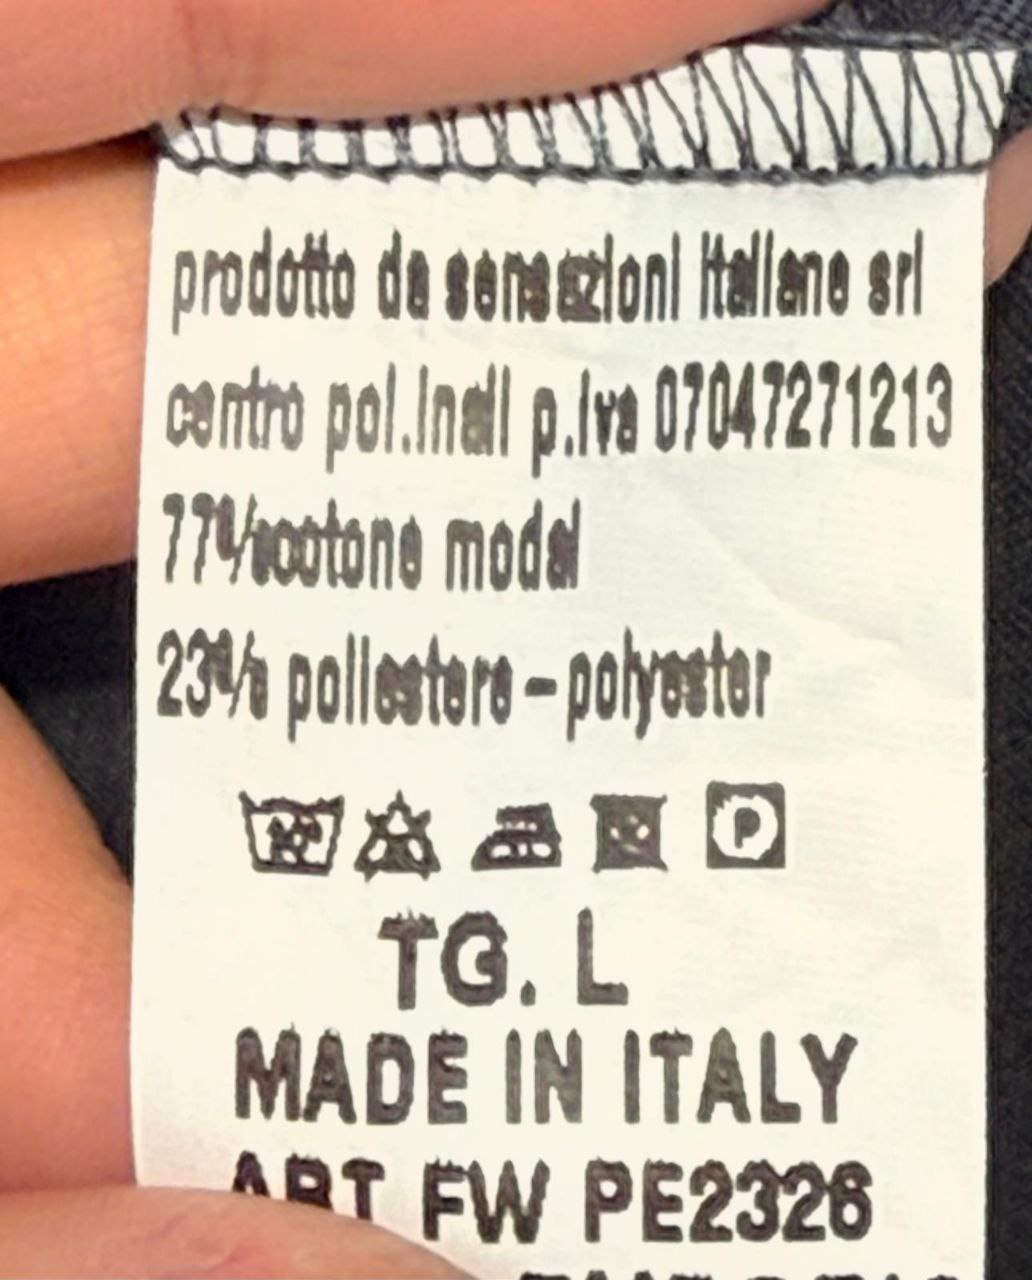 prodotto da sensazioni italiane srl
centro pol.Indil p.Iva 07047271213
77% cotone modal
23% poliestere - polyester
P
TG. L
MADE IN ITALY
ART FW PE2326